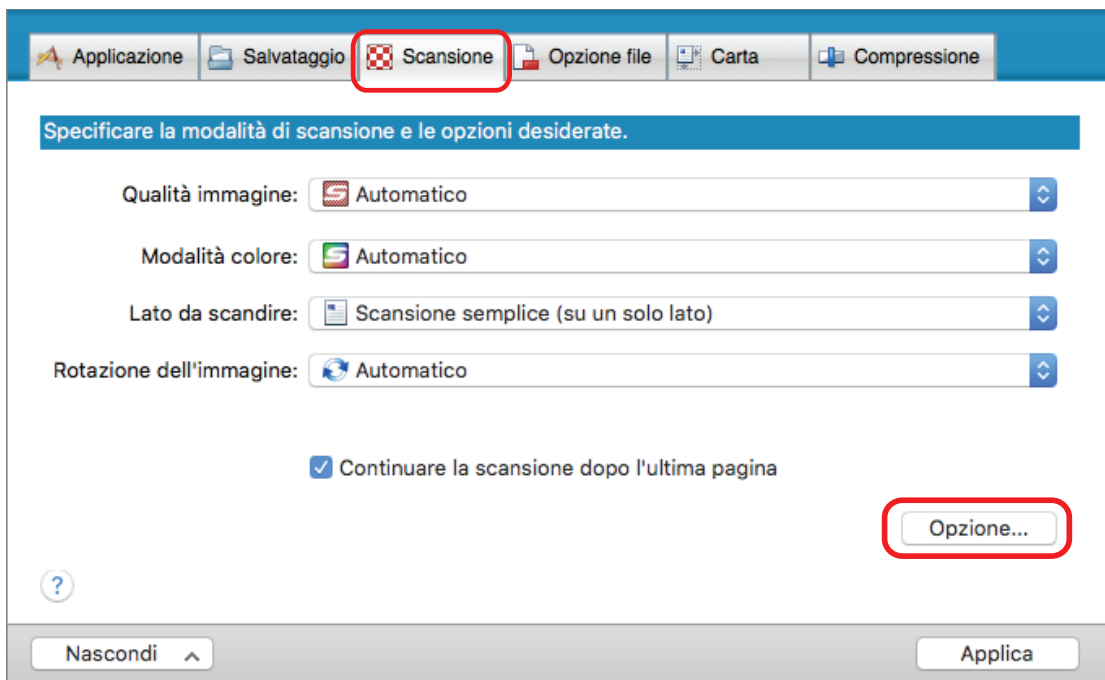 Applicazione Salvataggio Scansione Opzione file Carta Compressione
Specificare la modalità di scansione e le opzioni desiderate.
Qualità immagine: Automatico
Modalità colore: Automatico
Lato da scandire: Scansione semplice (su un solo lato)
Rotazione dell'immagine: Automatico
Continuare la scansione dopo l'ultima pagina
Opzione...
?
Nascondi Applica